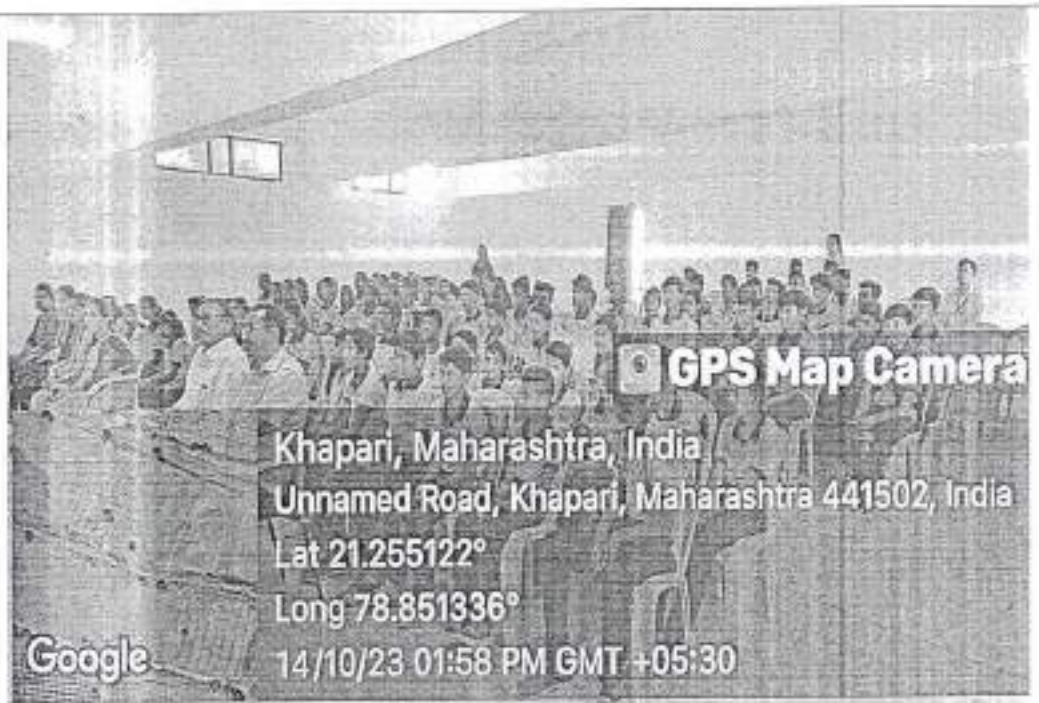 GPS Map Camera
Khapari, Maharashtra, India
Unnamed Road, Khapari, Maharashtra 441502, India
Lat 21.255122°
Long 78.851336°
14/10/23 01:58 PM GMT +05:30
Google